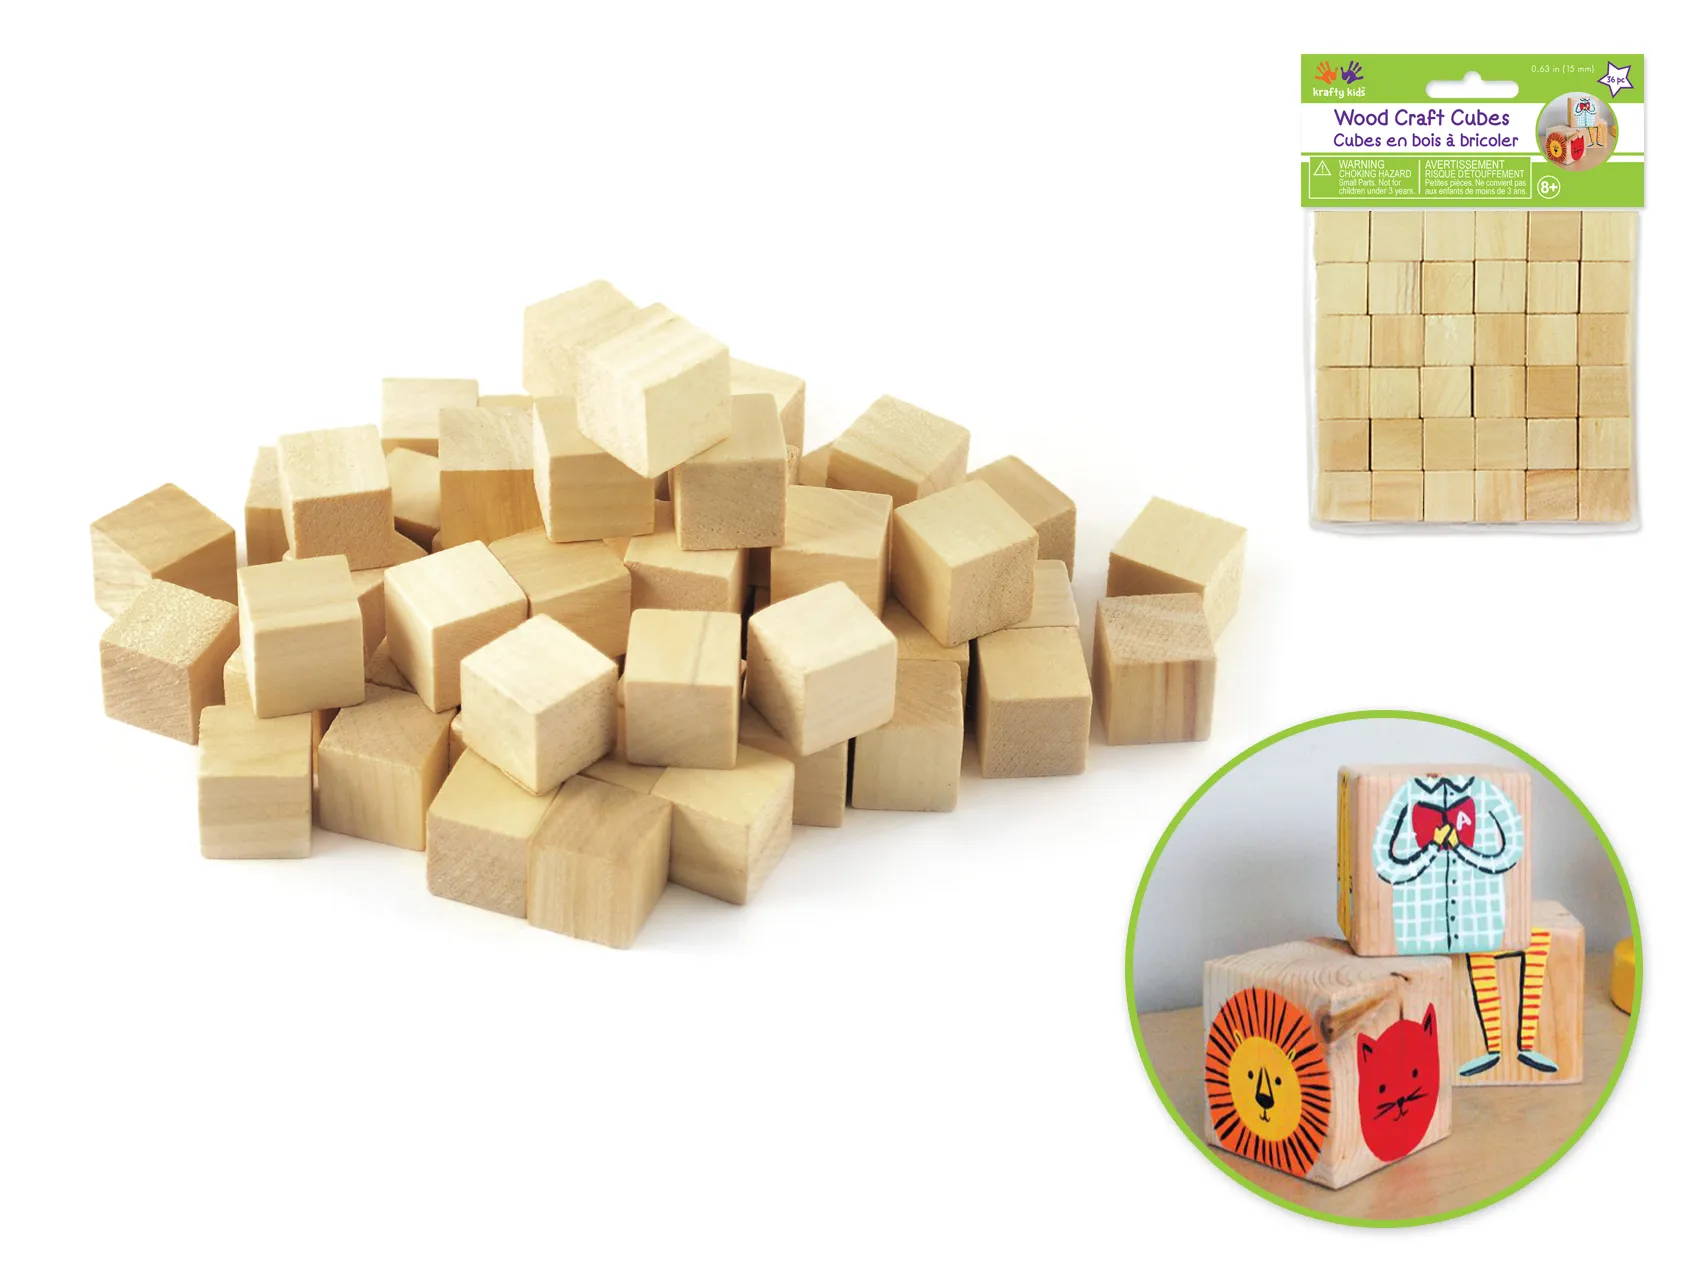 krafty kids
0.63 in (15 mm)
36 pc
Wood Craft Cubes
Cubes en bois à bricoler
WARNING
CHOKING HAZARD
Small Parts. Not for
children under 3 years.
AVERTISSEMENT
RISQUE D'ÉTOUFFEMENT
Petites pièces. Ne convient pas
aux enfants de moins de 3 ans.
8+
A